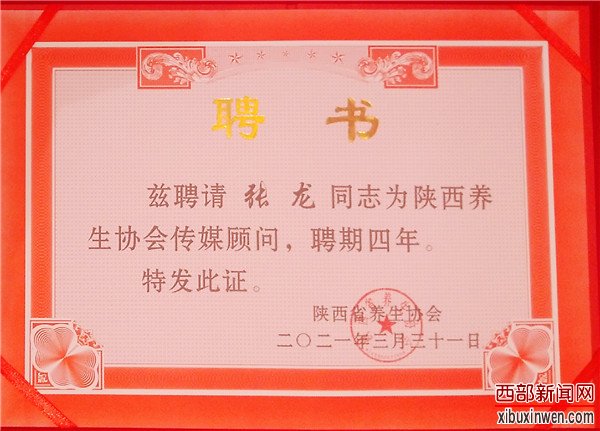 聘 书
兹聘请 张 龙 同志为陕西养
生协会传媒顾问，聘期四年。
特发此证。
陕西省养生协会
二〇二一年三月三十一日
西部新闻网
xibuxinwen.com